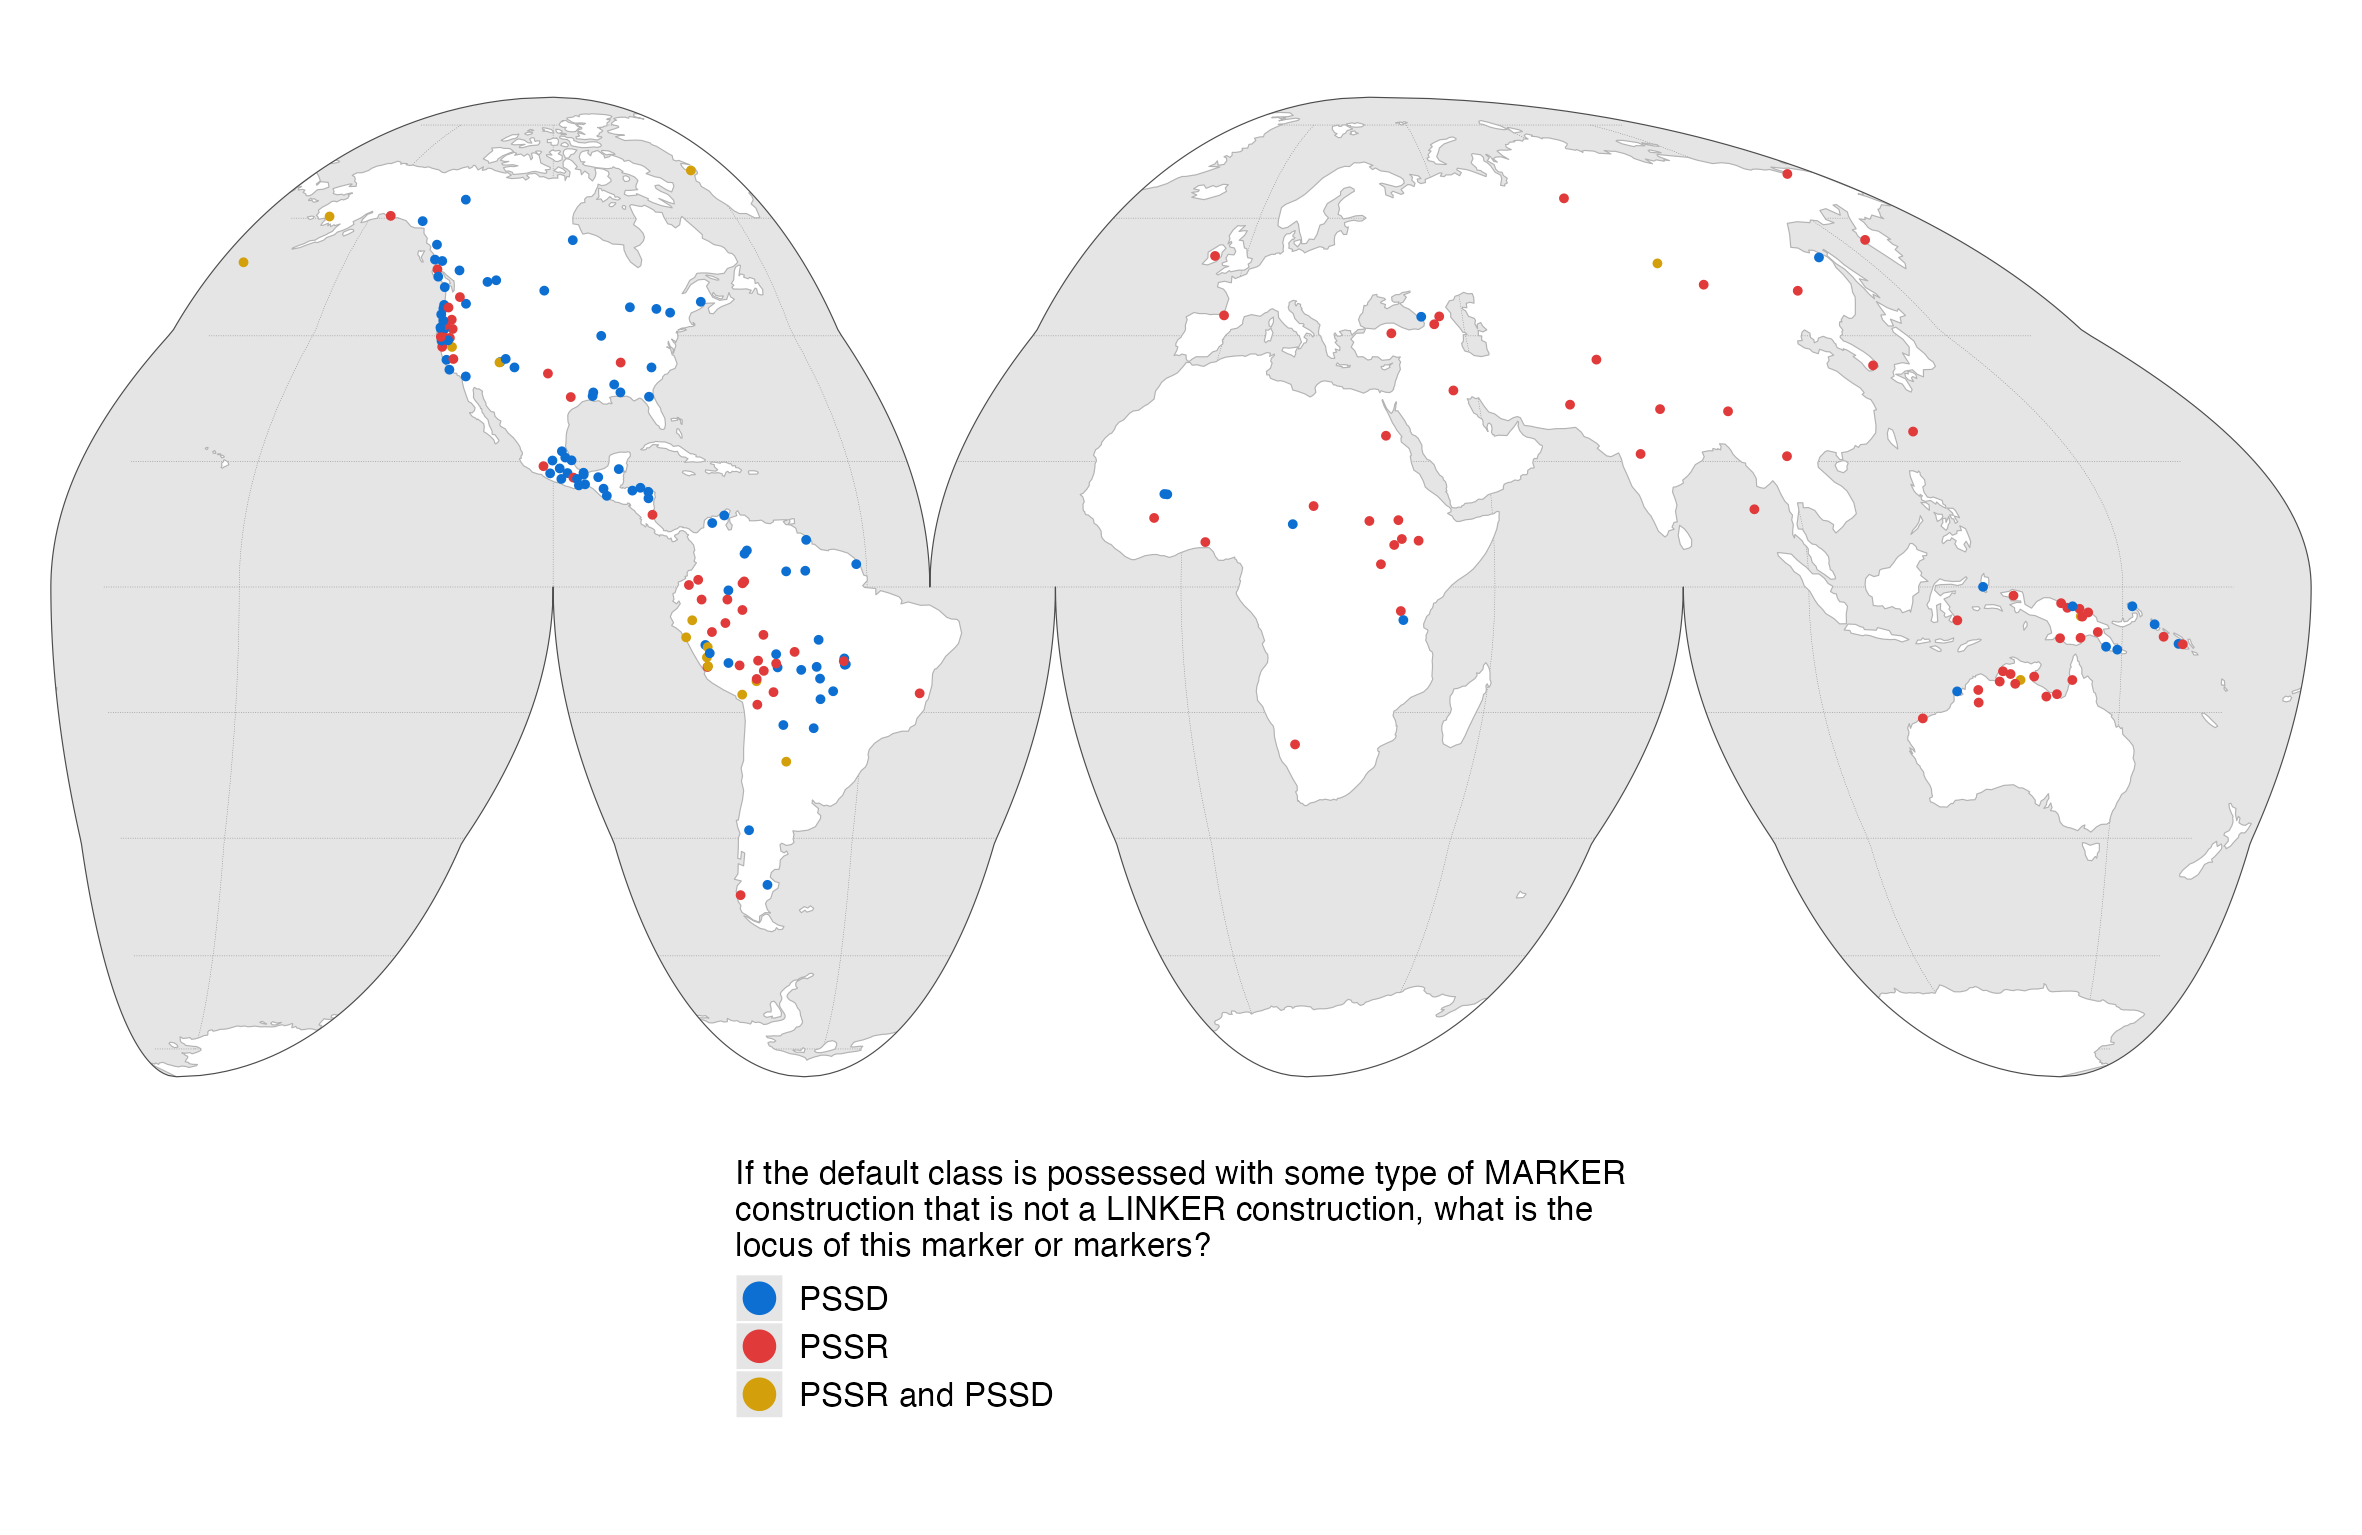 If the default class is possessed with some type of MARKER
construction that is not a LINKER construction, what is the
locus of this marker or markers?
PSSD
PSSR
PSSR and PSSD